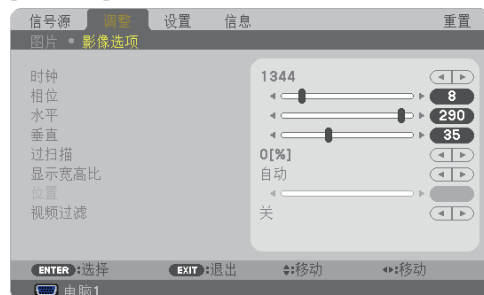 信号源 调整 设置 信息 重置
图片 • 影像选项
时钟 1344
相位 8
水平 290
垂直 35
过扫描 0[%]
显示宽高比 自动
位置
视频过滤 关
ENTER:选择 EXIT:退出 :移动 :移动
电脑1